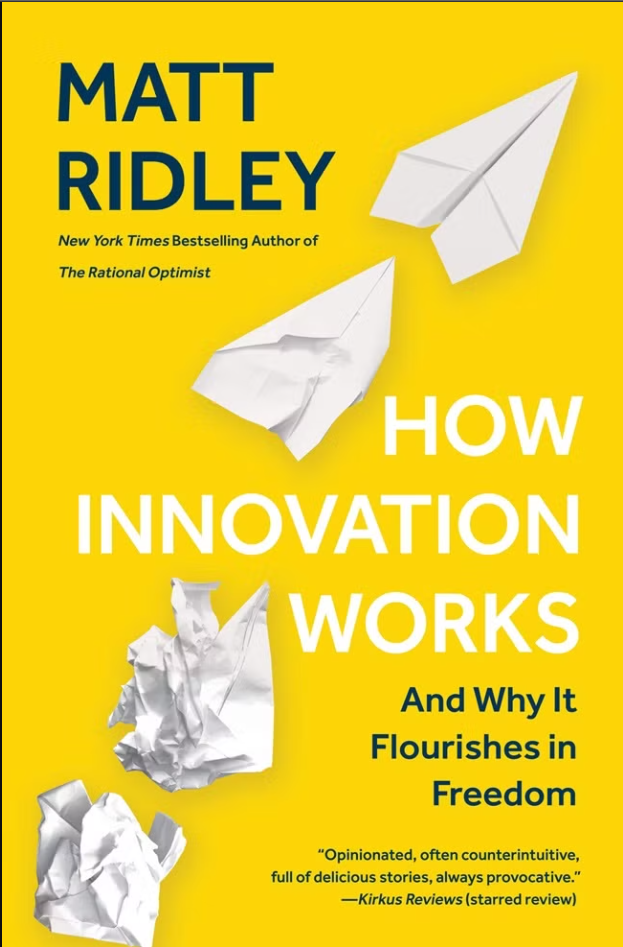 MATT
RIDLEY
New York Times Bestselling Author of
The Rational Optimist
HOW
INNOVATION
WORKS
And Why It
Flourishes in
Freedom
“Opinionated, often counterintuitive,
full of delicious stories, always provocative.”
—Kirkus Reviews (starred review)